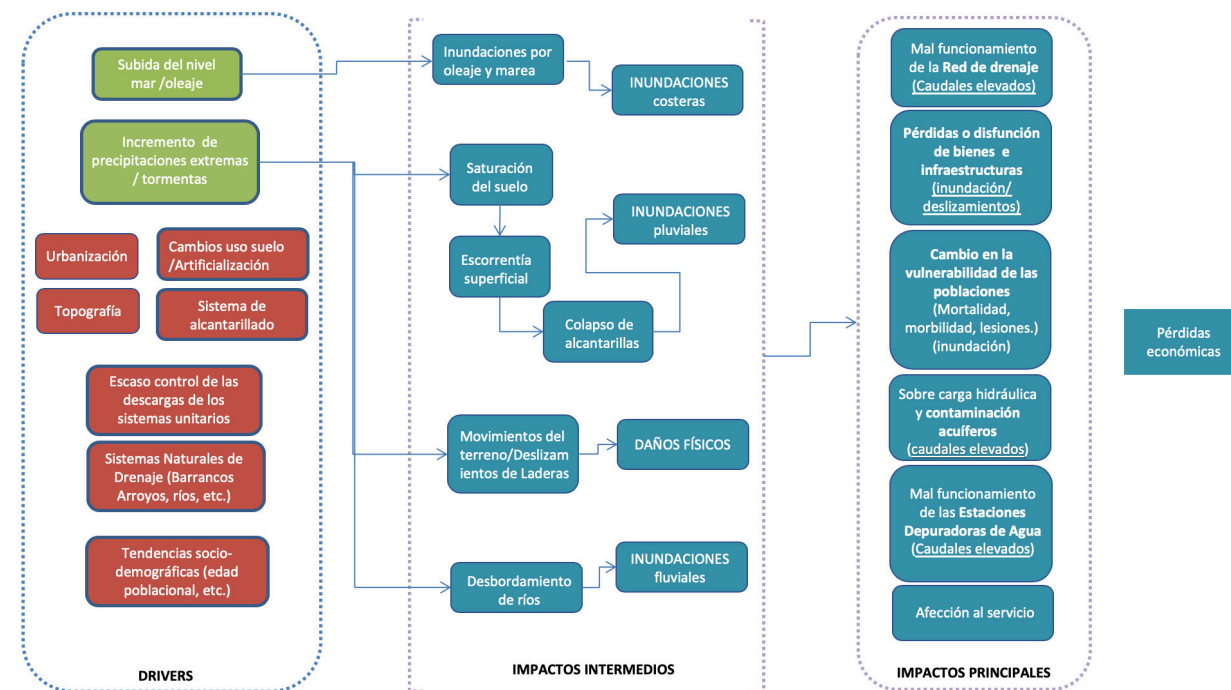 Subida del nivel
mar /oleaje
Incremento de
precipitaciones extremas
/ tormentas
Urbanización
Cambios uso suelo
/Artificialización
Topografía
Sistema de
alcantarillado
Escaso control de las
descargas de los
sistemas unitarios
Sistemas Naturales de
Drenaje (Barrancos
Arroyos, ríos, etc.)
Tendencias socio-
demográficas (edad
poblacional, etc.)
DRIVERS
Inundaciones por
oleaje y marea
INUNDACIONES
costeras
Saturación
del suelo
INUNDACIONES
pluviales
Escorrentía
superficial
Colapso de
alcantarillas
Movimientos del
terreno/Deslizam
ientos de Laderas
DAÑOS FÍSICOS
Desbordamiento
de ríos
INUNDACIONES
fluviales
IMPACTOS INTERMEDIOS
Mal funcionamiento
de la Red de drenaje
(Caudales elevados)
Pérdidas o disfunción
de bienes e
infraestructuras
(inundación/
deslizamientos)
Cambio en la
vulnerabilidad de las
poblaciones
(Mortalidad,
morbilidad, lesiones.)
(inundación)
Sobre carga hidráulica
y contaminación
acuíferos
(caudales elevados)
Mal funcionamiento
de las Estaciones
Depuradoras de Agua
(Caudales elevados)
Afección al servicio
IMPACTOS PRINCIPALES
Pérdidas
económicas